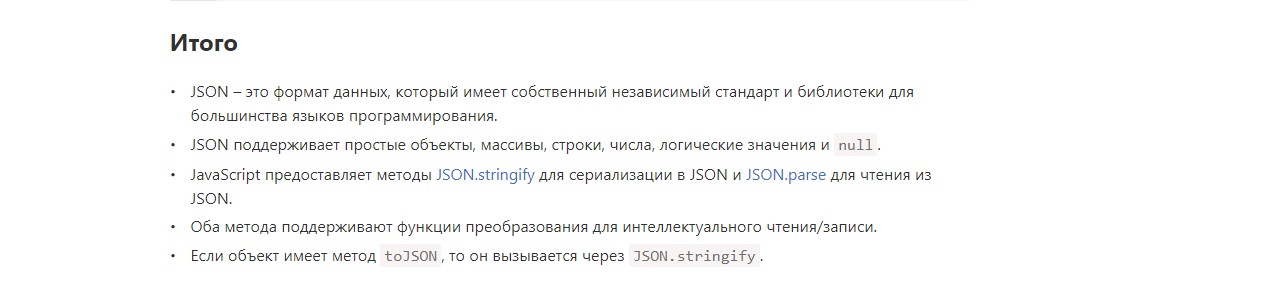 Итого
• JSON – это формат данных, который имеет собственный независимый стандарт и библиотеки для
большинства языков программирования.
• JSON поддерживает простые объекты, массивы, строки, числа, логические значения и null.
• JavaScript предоставляет методы JSON.stringify для сериализации в JSON и JSON.parse для чтения из
JSON.
• Оба метода поддерживают функции преобразования для интеллектуального чтения/записи.
• Если объект имеет метод toJSON, то он вызывается через JSON.stringify.